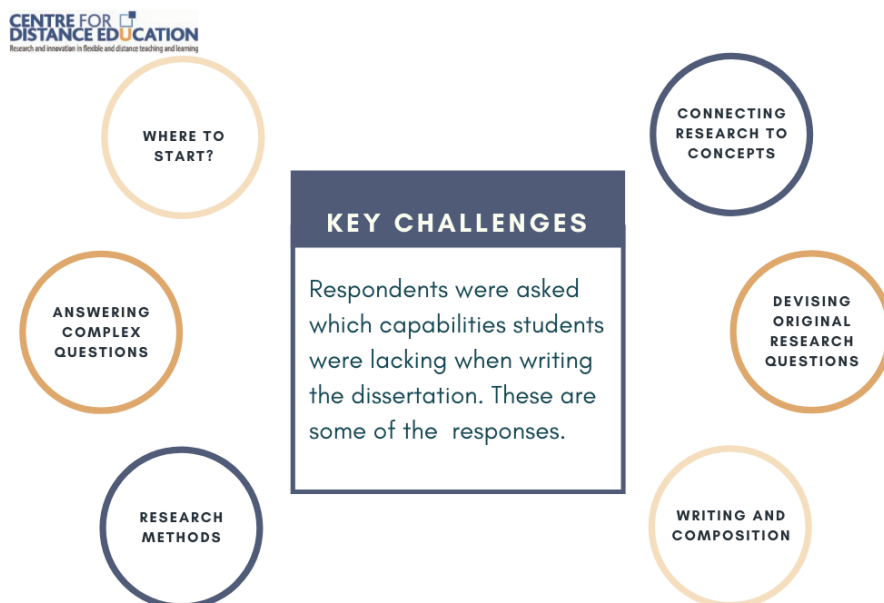 CENTRE FOR
DISTANCE EDUCATION
Research and innovation in flexible and distance teaching and learning
WHERE TO
START?
CONNECTING
RESEARCH TO
CONCEPTS
KEY CHALLENGES
Respondents were asked
which capabilities students
were lacking when writing
the dissertation. These are
some of the responses.
ANSWERING
COMPLEX
QUESTIONS
DEVISING
ORIGINAL
RESEARCH
QUESTIONS
RESEARCH
METHODS
WRITING AND
COMPOSITION